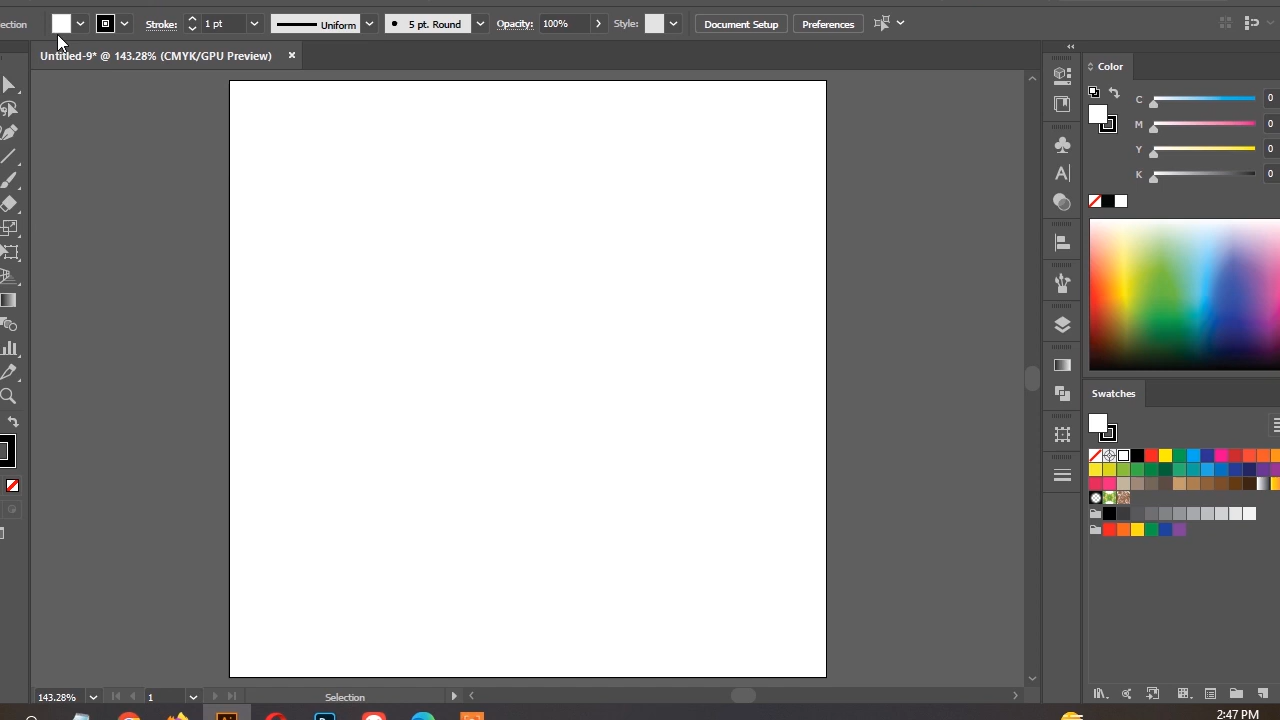 ection Stroke: 1 pt Uniform 5 pt. Round Opacity: 100% Style: Document Setup Preferences
Untitled-9* @ 143.28% (CMYK/GPU Preview) ×
Color
C 0
M 0
Y 0
K 0
Swatches
143.28% 1 Selection
2:47 PM